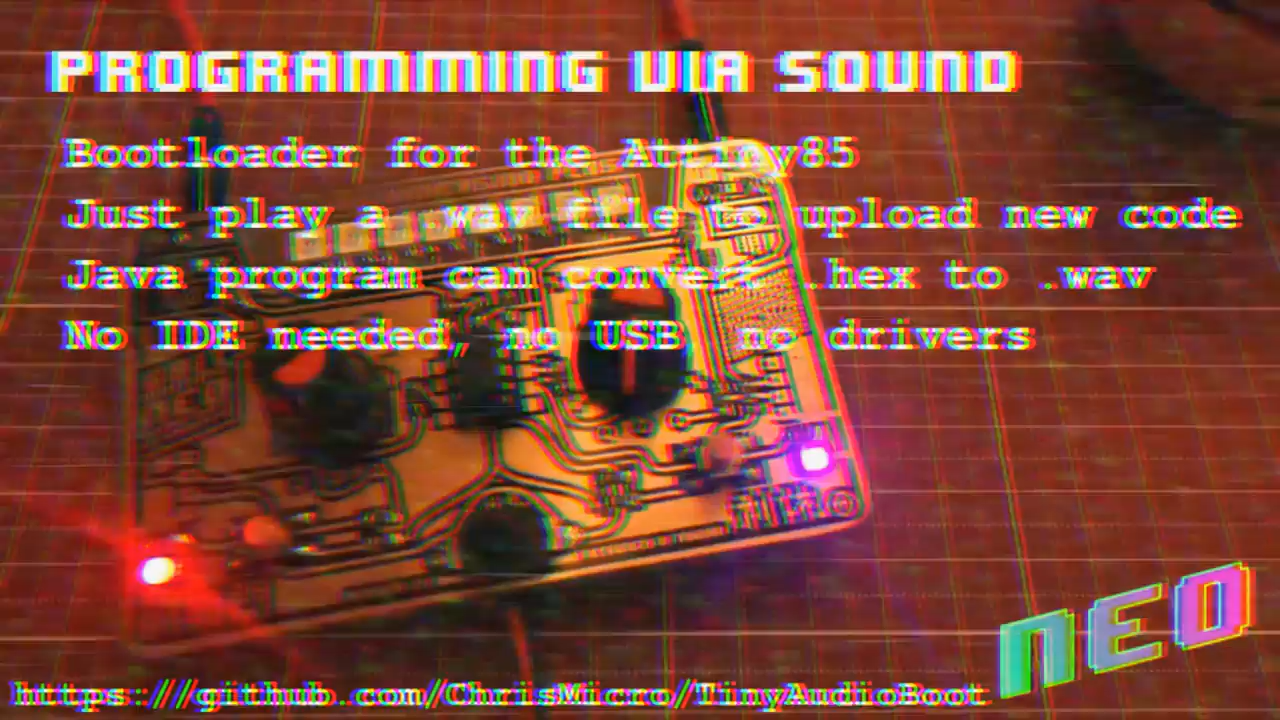 PROGRAMMING VIA SOUND
Bootloader for the Attiny85
Just play a .wav file to upload new code
Java program can convert .hex to .wav
No IDE needed, no USB, no drivers
NEO
https://github.com/ChrisMicro/TinyAudioBoot